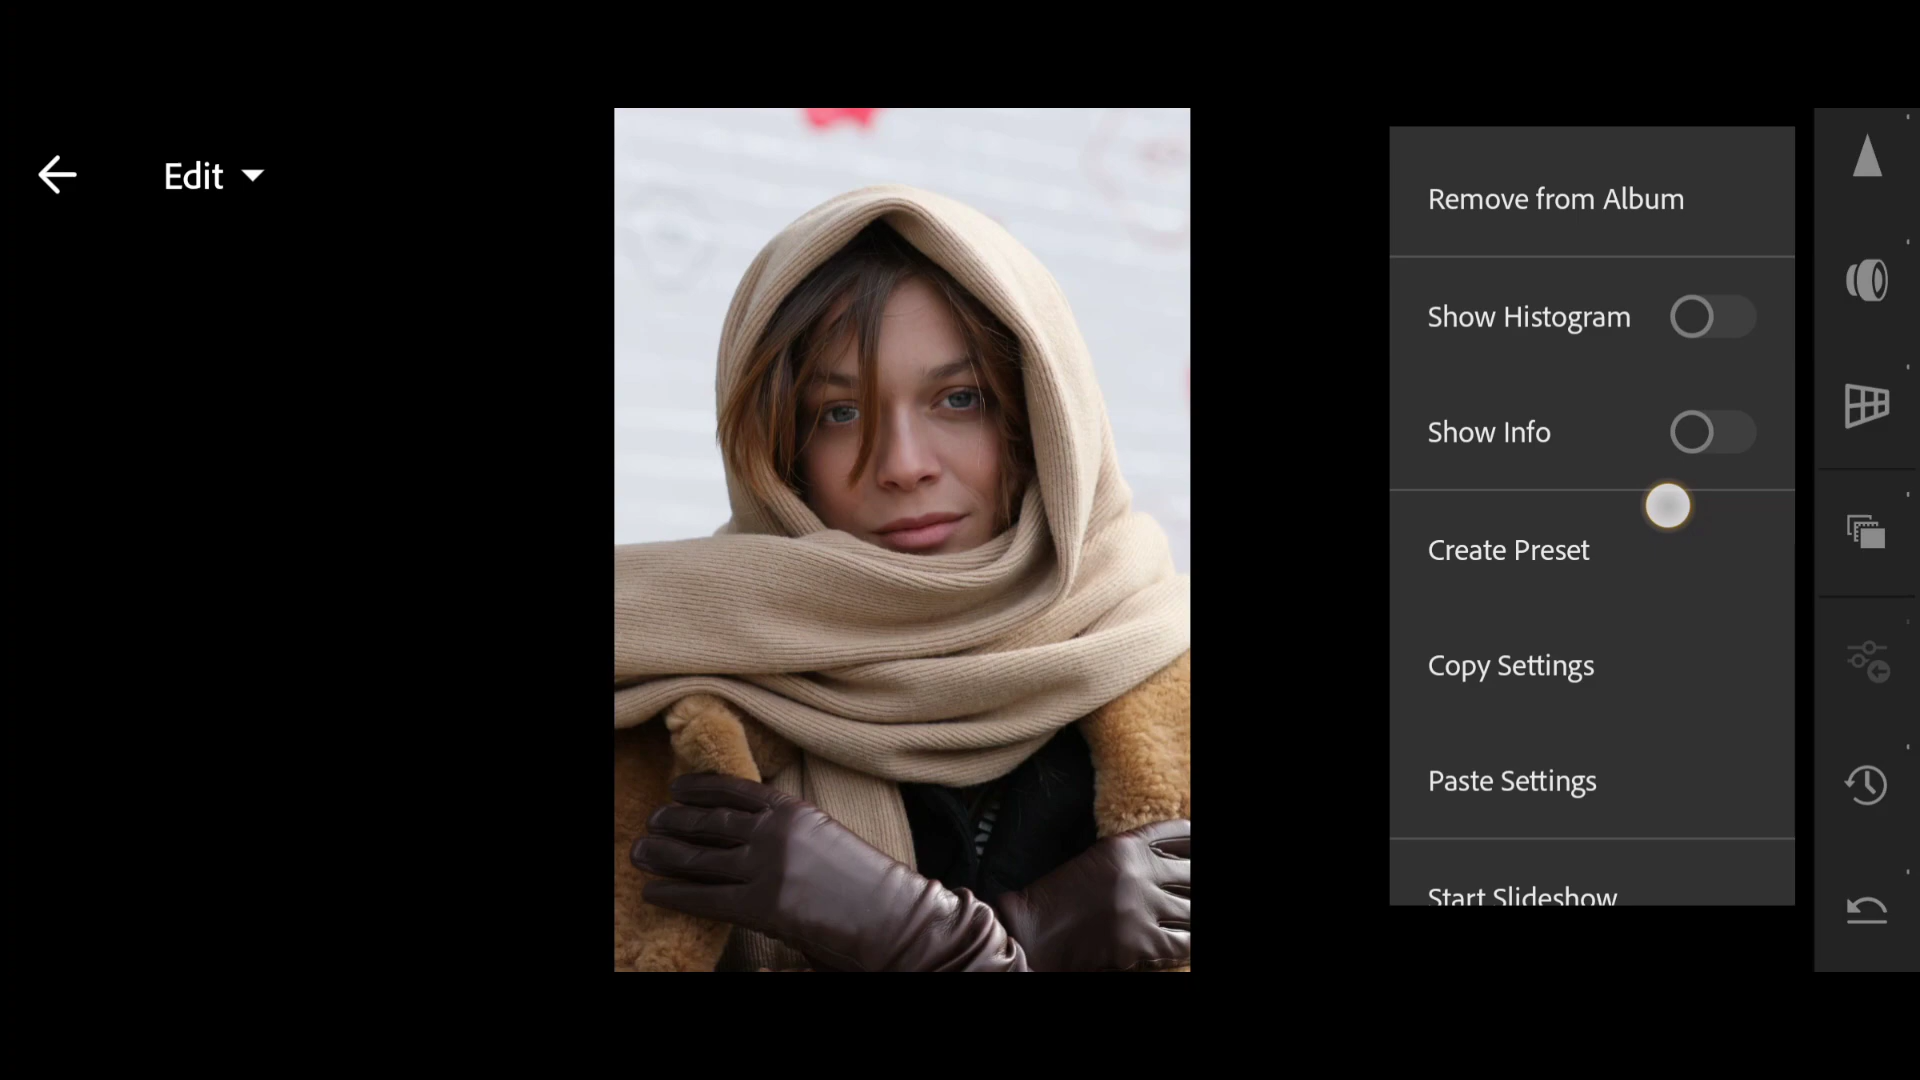 Edit
Remove from Album
Show Histogram
Show Info
Create Preset
Copy Settings
Paste Settings
Start Slideshow